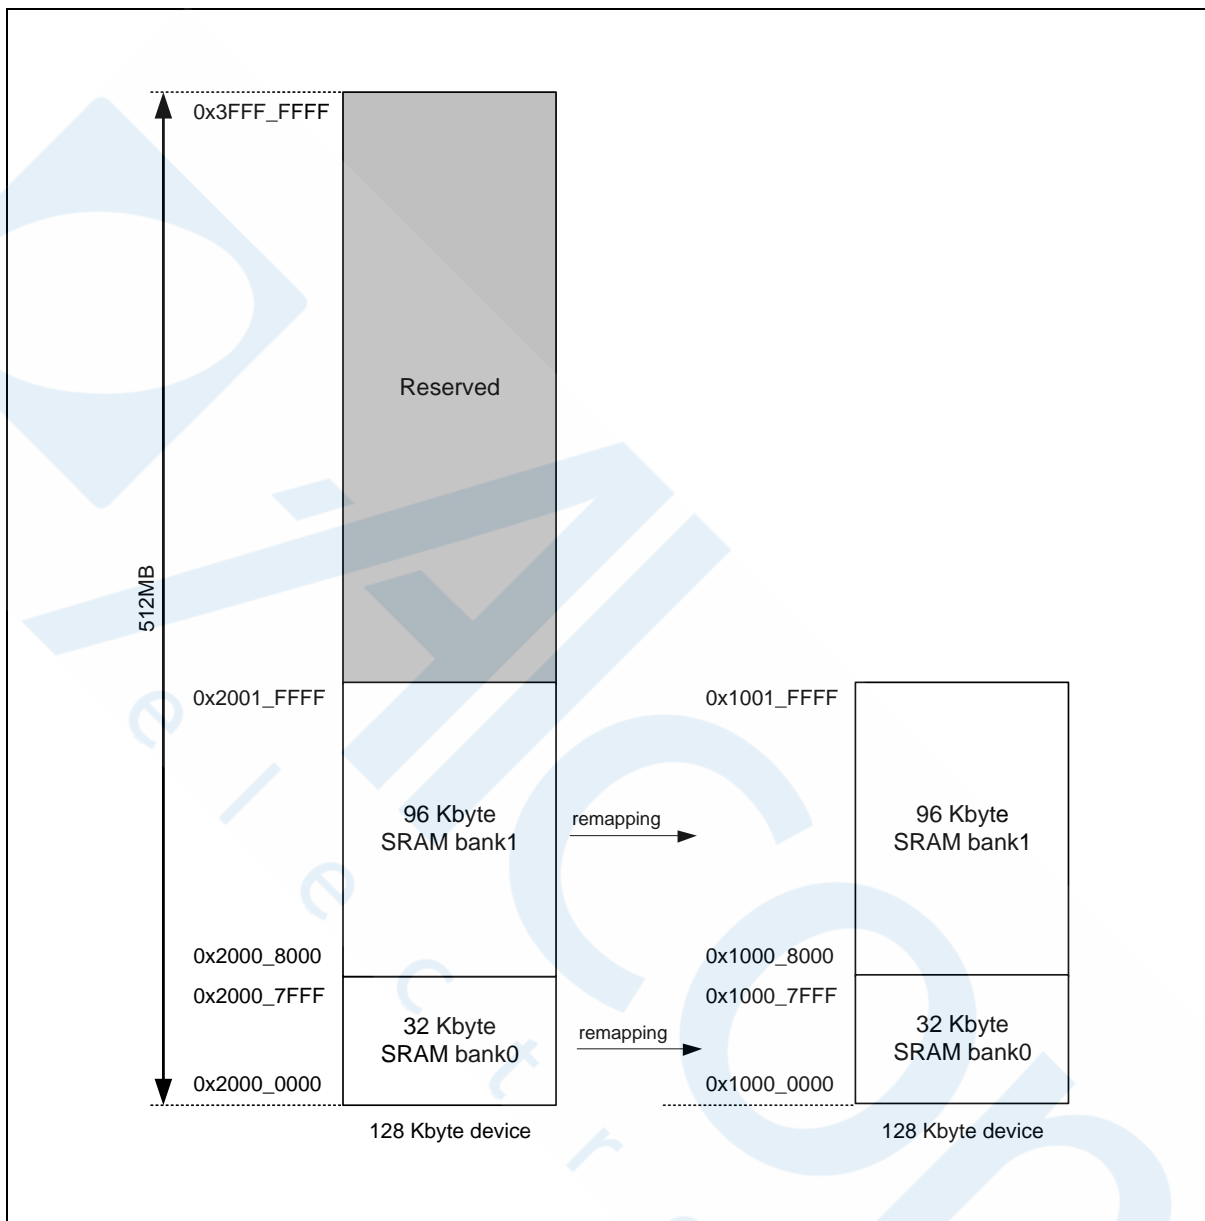 0x3FFF_FFFF
Reserved
512MB
0x2001_FFFF
0x1001_FFFF
96 Kbyte
SRAM bank1
remapping
96 Kbyte
SRAM bank1
0x2000_8000
0x1000_8000
0x2000_7FFF
0x1000_7FFF
32 Kbyte
SRAM bank0
remapping
32 Kbyte
SRAM bank0
0x2000_0000
0x1000_0000
128 Kbyte device
128 Kbyte device